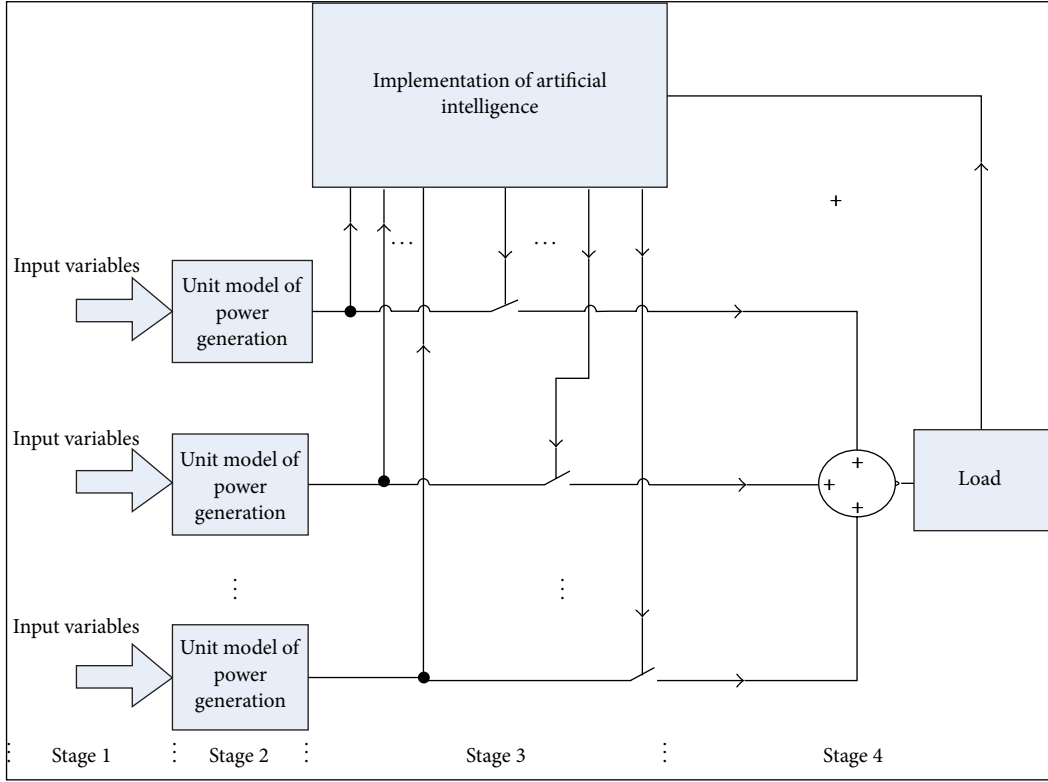 Implementation of artificial
intelligence
...
...
+
Input variables
Unit model of
power
generation
Input variables
Unit model of
power
generation
+
+
+
Load
⋮
⋮
Input variables
Unit model of
power
generation
⋮ Stage 1 ⋮ Stage 2 ⋮ Stage 3 ⋮ Stage 4